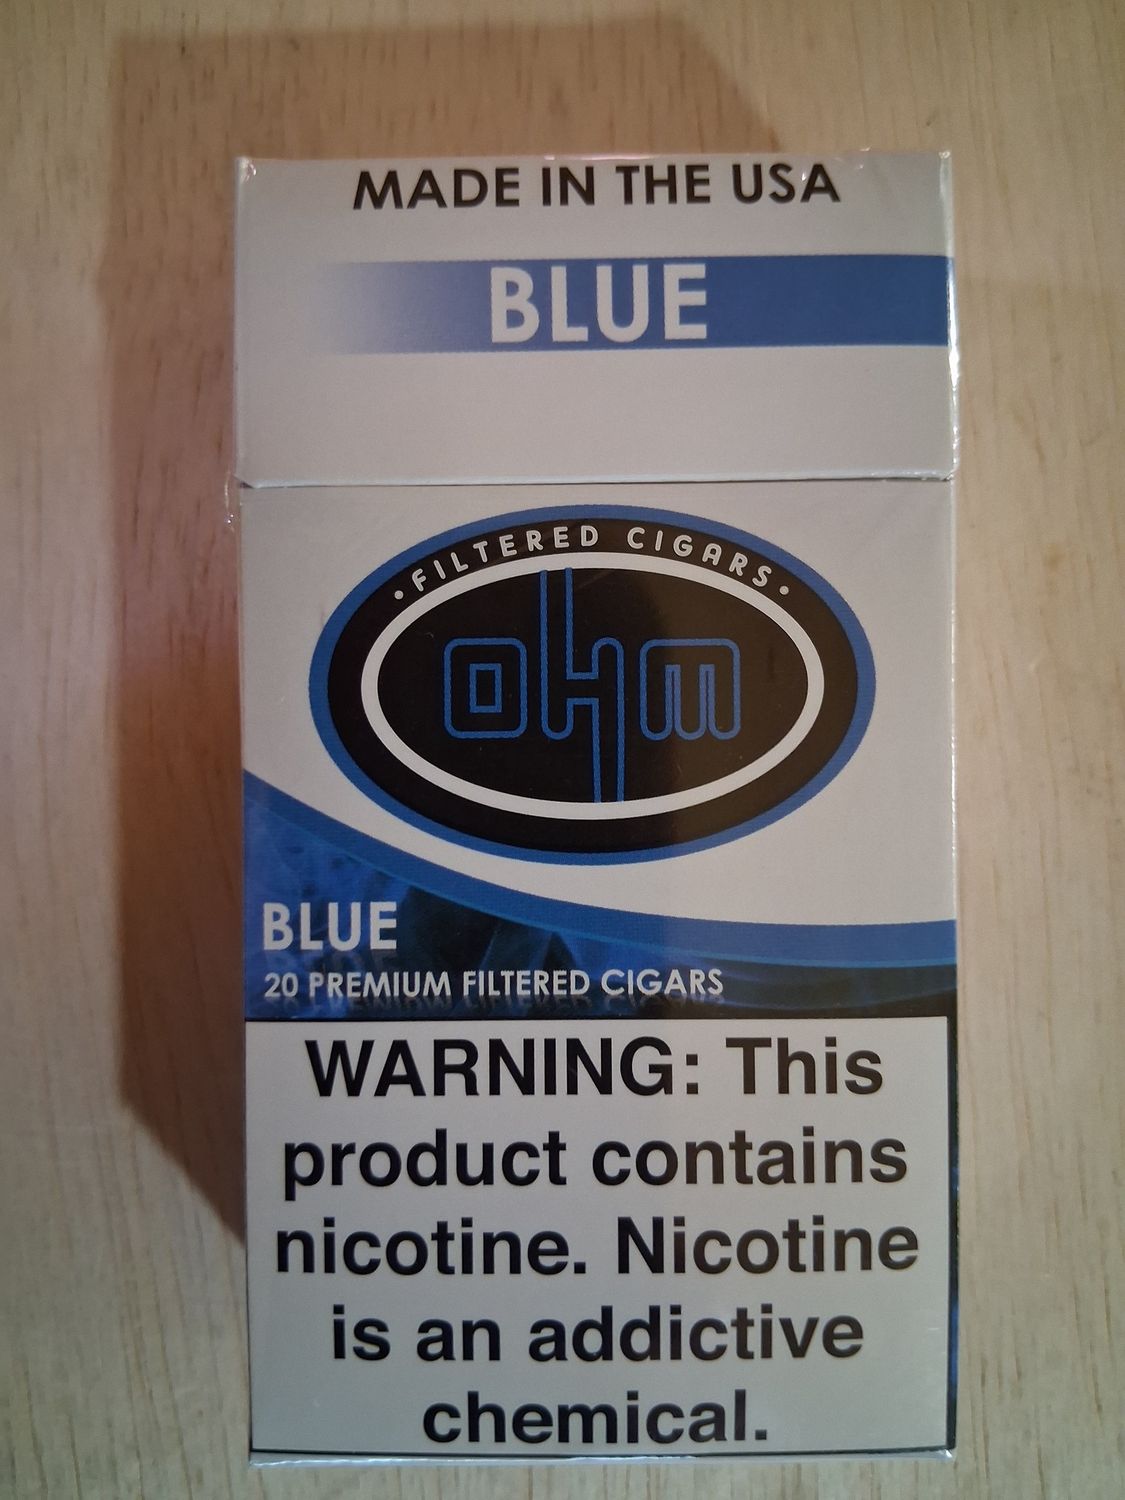 MADE IN THE USA
BLUE
• FILTERED CIGARS •
ohm
BLUE
20 PREMIUM FILTERED CIGARS
WARNING: This
product contains
nicotine. Nicotine
is an addictive
chemical.